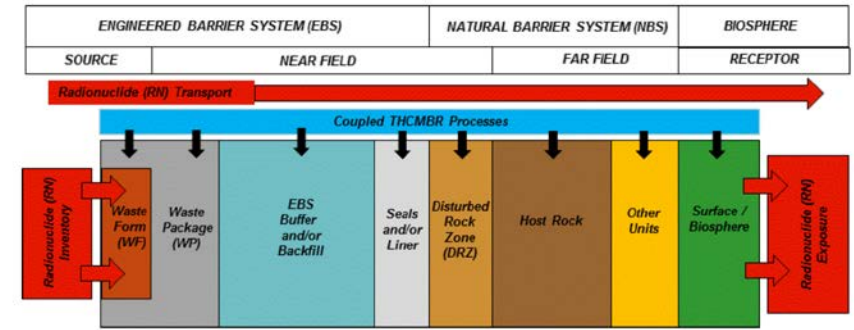 ENGINEERED BARRIER SYSTEM (EBS)
NATURAL BARRIER SYSTEM (NBS)
BIOSPHERE
SOURCE
NEAR FIELD
FAR FIELD
RECEPTOR
Radionuclide (RN) Transport
Coupled THCMBR Processes
Radionuclide (RN)
Inventory
Waste
Form
(WF)
Waste
Package
(WP)
EBS
Buffer
and/or
Backfill
Seals
and/or
Liner
Disturbed
Rock
Zone
(DRZ)
Host Rock
Other
Units
Surface /
Biosphere
Radionuclide (RN)
Exposure